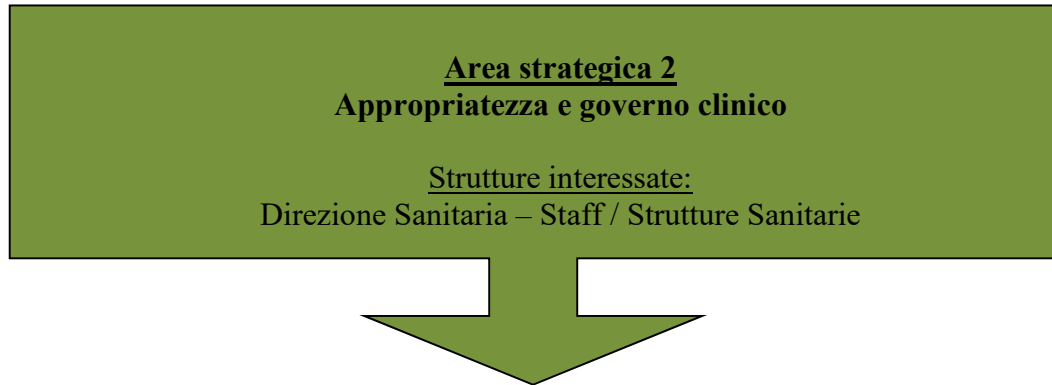 Area strategica 2
Appropriatezza e governo clinico
Strutture interessate:
Direzione Sanitaria – Staff / Strutture Sanitarie